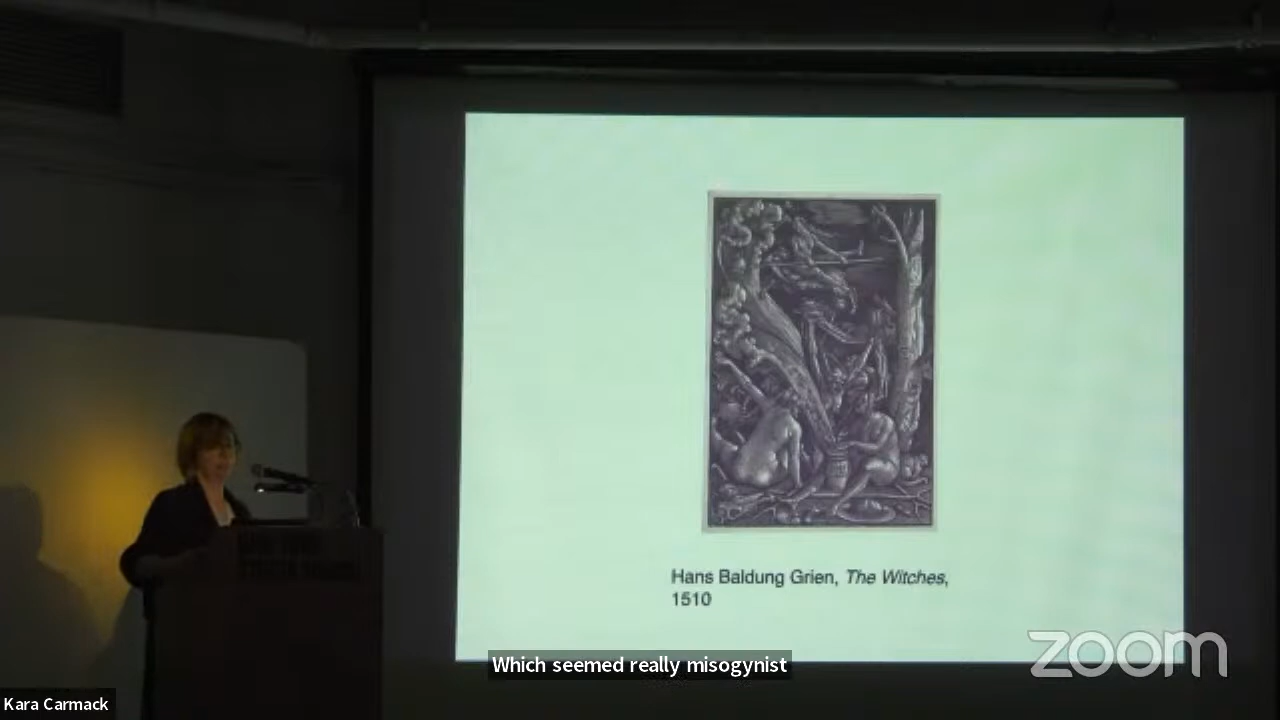 Hans Baldung Grien, The Witches,
1510
Which seemed really misogynist
zoom
Kara Carmack